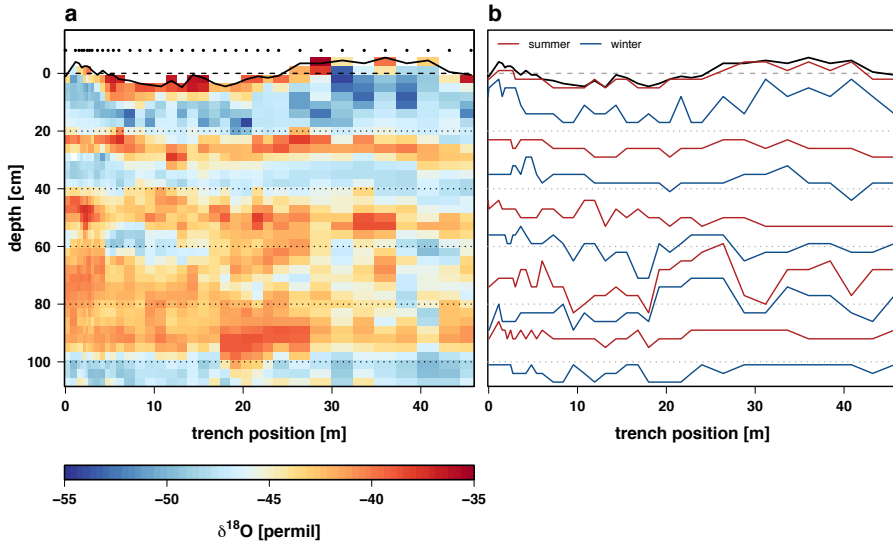 a
b
summer
winter
depth [cm]
0
20
40
60
80
100
0 10 20 30 40
0 10 20 30 40
trench position [m]
trench position [m]
−55 −50 −45 −40 −35
δ¹⁸O [permil]